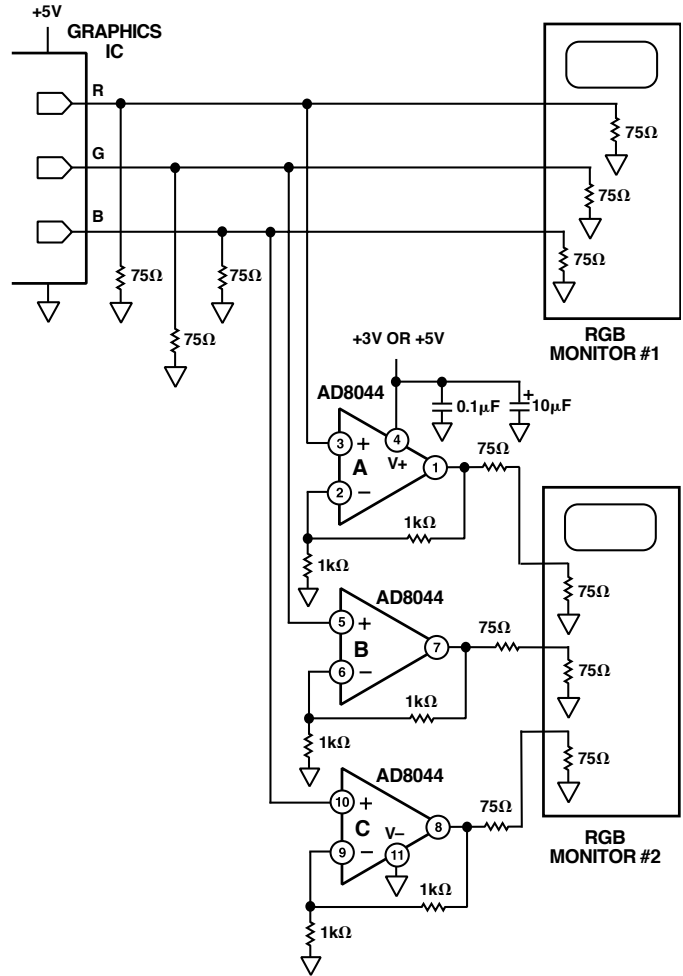 +5V
GRAPHICS
IC
R
G
B
75Ω
75Ω
75Ω
75Ω
75Ω
75Ω
RGB
MONITOR #1
+3V OR +5V
AD8044
0.1µF
+
10µF
3
+
4
V+
A
1
75Ω
2
–
1kΩ
1kΩ
75Ω
AD8044
5
+
B
7
75Ω
6
–
75Ω
1kΩ
1kΩ
AD8044
10
+
C
8
75Ω
75Ω
V–
9
–
11
RGB
MONITOR #2
1kΩ
1kΩ